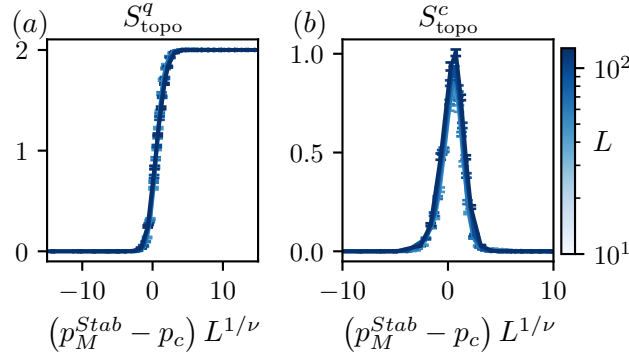 (a) S^q_topo
(b) S^c_topo
2
1
0
−10 0 10
(p_M^{Stab} − p_c) L^{1/ν}
1.0
0.5
0.0
−10 0 10
(p_M^{Stab} − p_c) L^{1/ν}
10^2
L
10^1